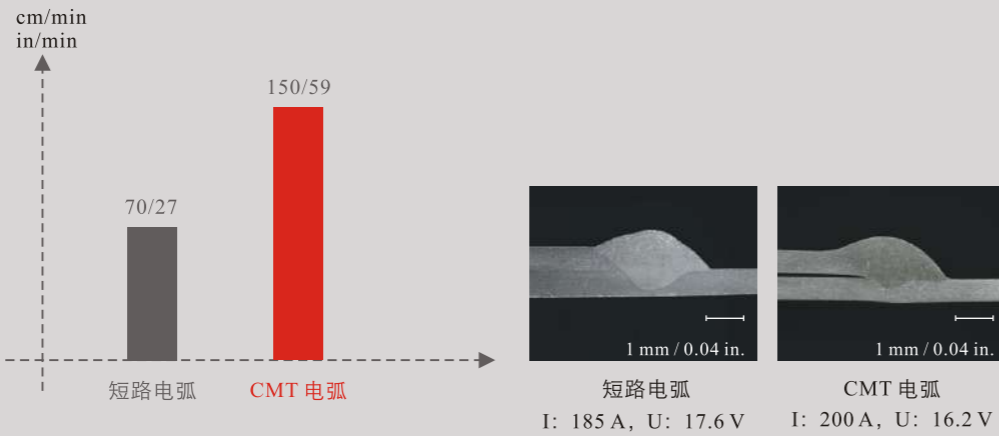 cm/min
in/min
150/59
70/27
短路电弧
CMT 电弧
1 mm / 0.04 in.
1 mm / 0.04 in.
短路电弧
CMT 电弧
I: 185 A, U: 17.6 V
I: 200 A, U: 16.2 V